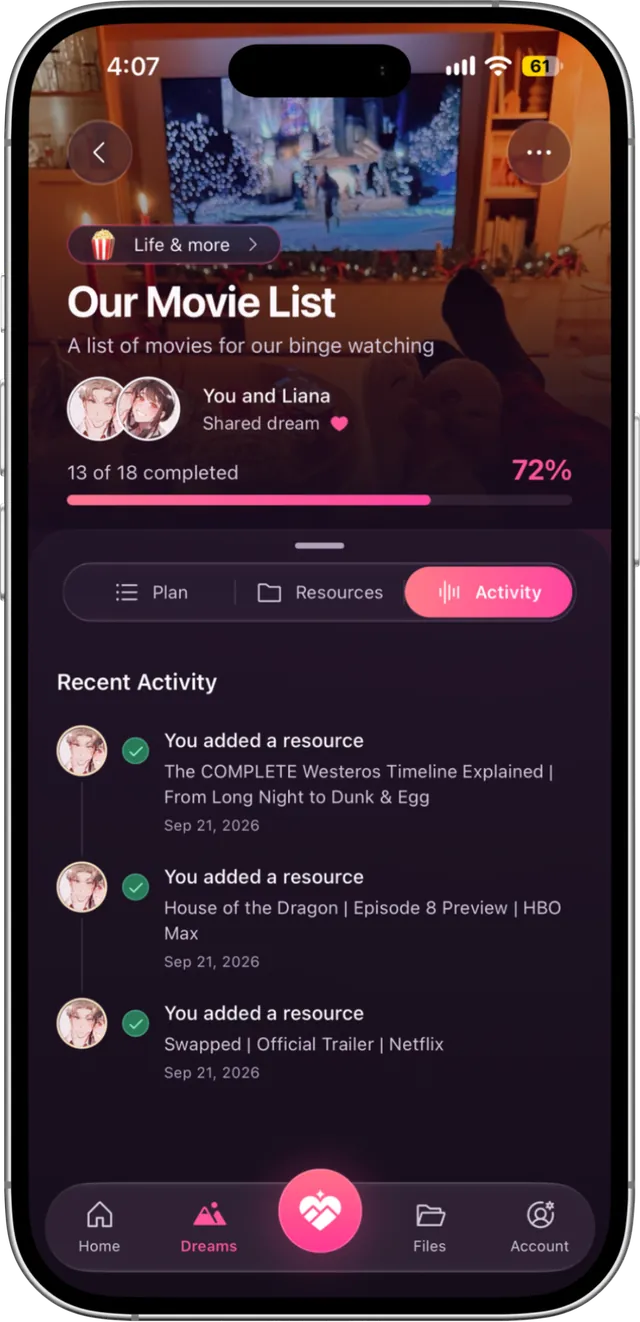 4:07
61
Life & more
Our Movie List
A list of movies for our binge watching
You and Liana
Shared dream
13 of 18 completed
72%
Plan
Resources
Activity
Recent Activity
You added a resource
The COMPLETE Westeros Timeline Explained |
From Long Night to Dunk & Egg
Sep 21, 2026
You added a resource
House of the Dragon | Episode 8 Preview | HBO
Max
Sep 21, 2026
You added a resource
Swapped | Official Trailer | Netflix
Sep 21, 2026
Home
Dreams
Files
Account